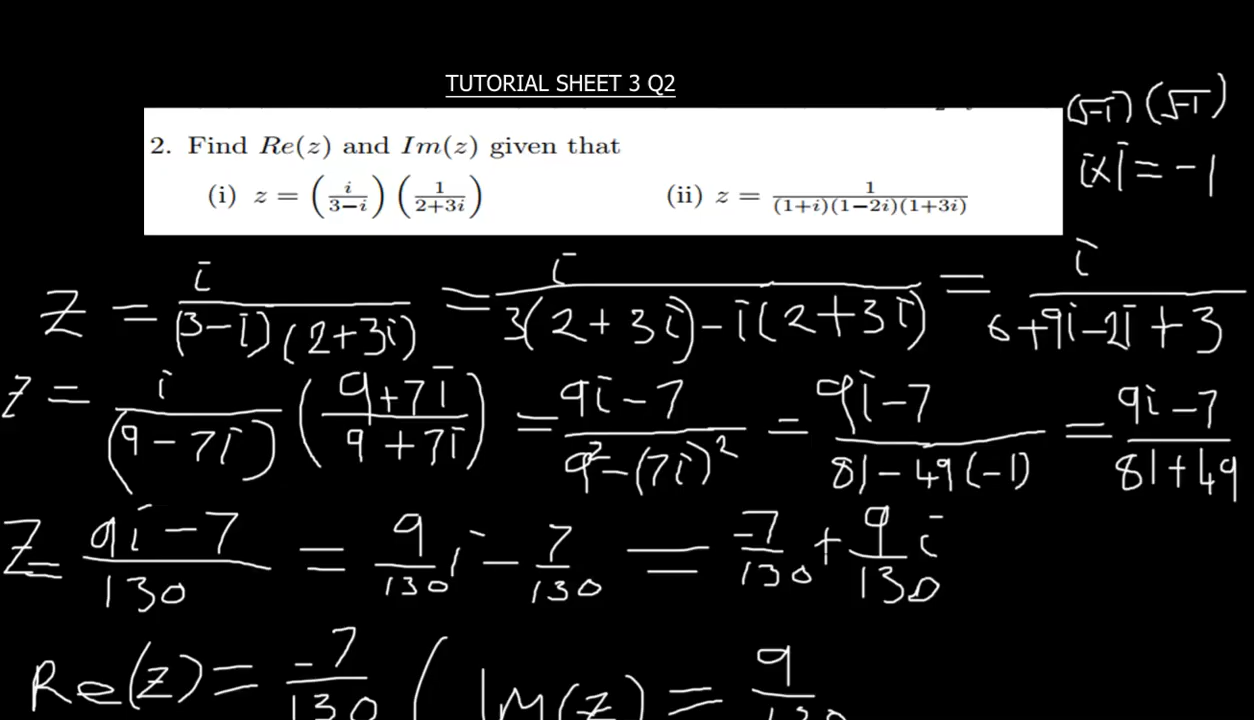 TUTORIAL SHEET 3 Q2
(√-1) (√-1)
i×i = -1
2. Find Re(z) and Im(z) given that
(i) z = (i/(3-i)) (1/(2+3i)) (ii) z = 1/((1+i)(1-2i)(1+3i))
Z = i/((3-i)(2+3i)) = i/(3(2+3i)-i(2+3i)) = i/(6+9i-2i+3)
Z = i/(9-7i) ((9+7i)/(9+7i)) = (9i-7)/(9²-(7i)²) = (9i-7)/(81-49(-1)) = (9i-7)/(81+49)
Z = (9i-7)/130 = 9/130 i - 7/130 = -7/130 + 9/130 i
Re(z) = -7/130 ( Im(z) = 9/130